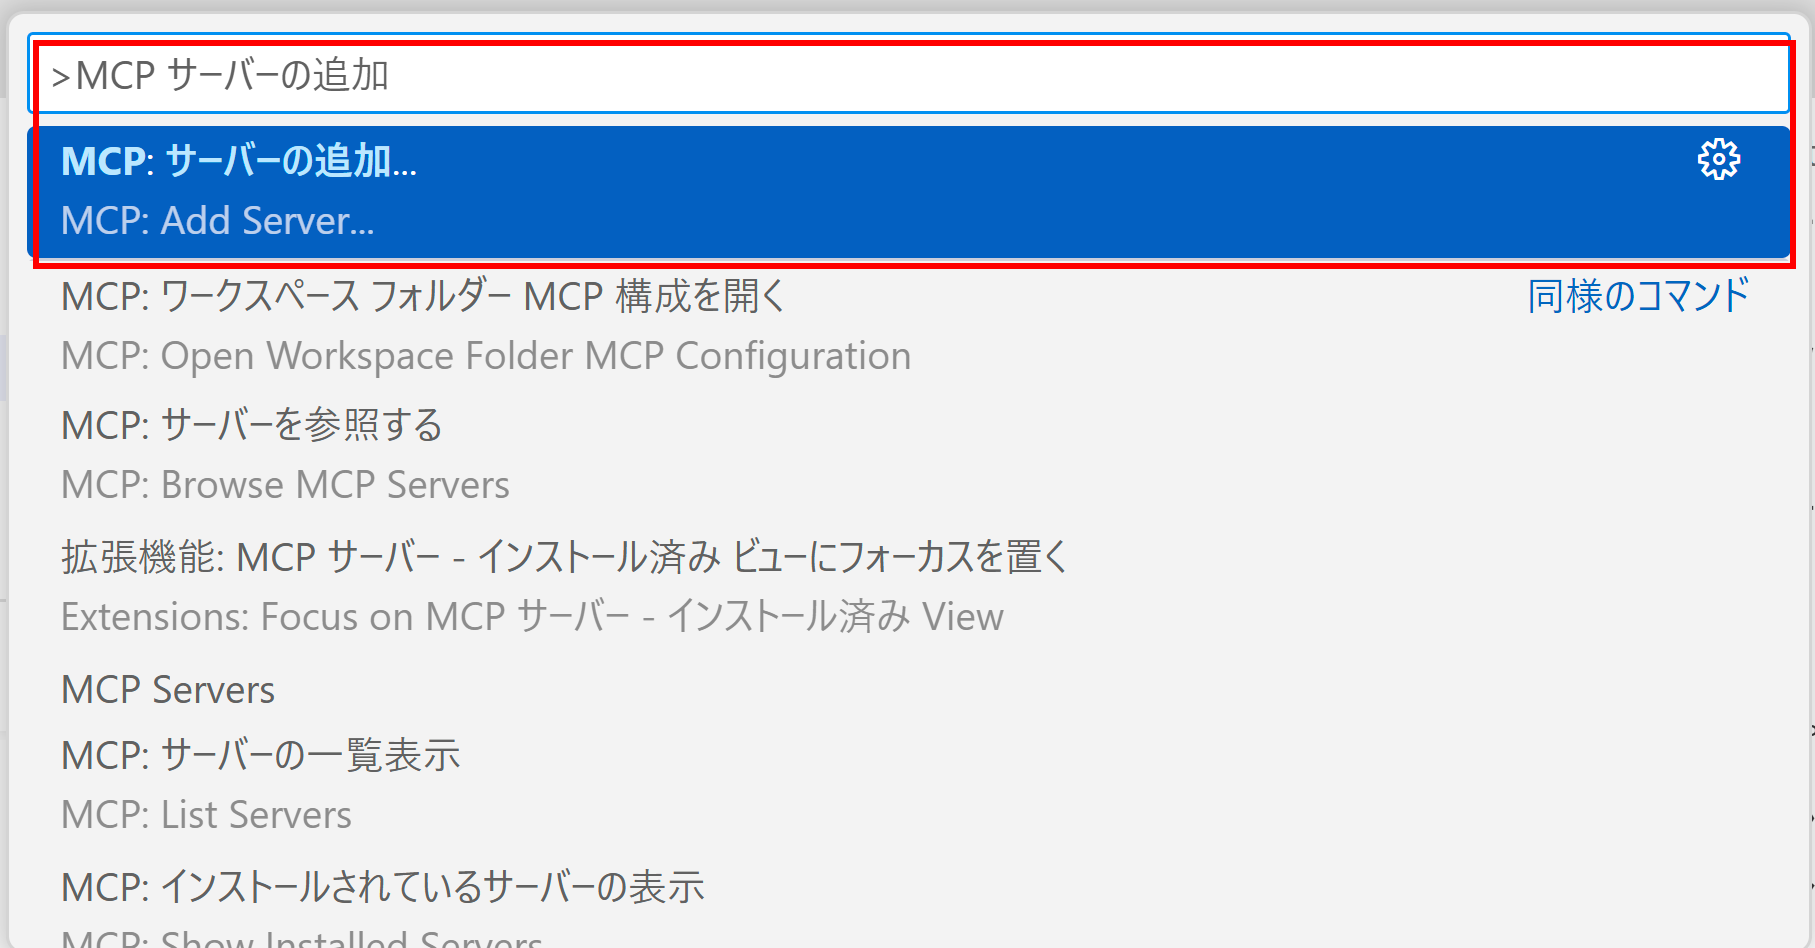 >MCP サーバーの追加
MCP: サーバーの追加...
MCP: Add Server...
MCP: ワークスペース フォルダー MCP 構成を開く 同様のコマンド
MCP: Open Workspace Folder MCP Configuration
MCP: サーバーを参照する
MCP: Browse MCP Servers
拡張機能: MCP サーバー - インストール済み ビューにフォーカスを置く
Extensions: Focus on MCP サーバー - インストール済み View
MCP Servers
MCP: サーバーの一覧表示
MCP: List Servers
MCP: インストールされているサーバーの表示
MCP: Show Installed Servers